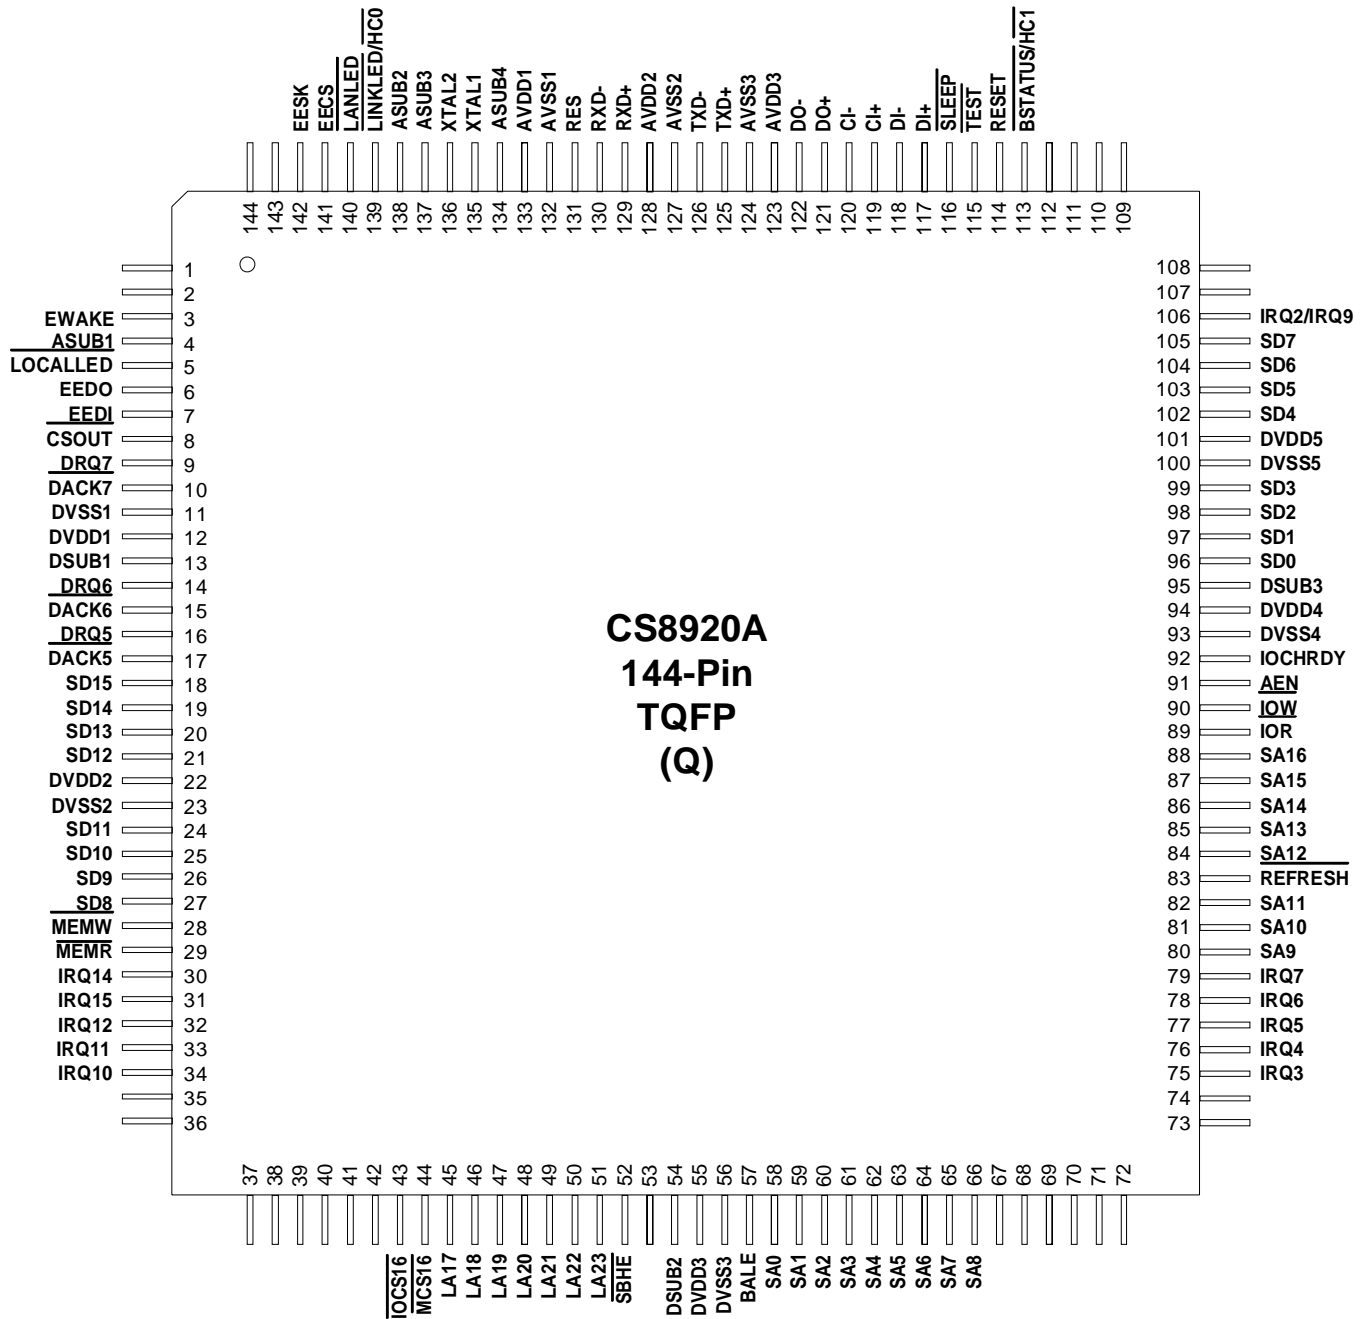 EESK
EECS
LANLED
LINKLED/HC0
ASUB2
ASUB3
XTAL2
XTAL1
ASUB4
AVDD1
AVSS1
RES
RXD-
RXD+
AVDD2
AVSS2
TXD-
TXD+
AVSS3
AVDD3
DO-
DO+
CI-
CI+
DI-
DI+
SLEEP
TEST
RESET
BSTATUS/HC1
144
143
142
141
140
139
138
137
136
135
134
133
132
131
130
129
128
127
126
125
124
123
122
121
120
119
118
117
116
115
114
113
112
111
110
109
1
2
EWAKE 3
ASUB1 4
LOCALLED 5
EEDO 6
EEDI 7
CSOUT 8
DRQ7 9
DACK7 10
DVSS1 11
DVDD1 12
DSUB1 13
DRQ6 14
DACK6 15
DRQ5 16
DACK5 17
SD15 18
SD14 19
SD13 20
SD12 21
DVDD2 22
DVSS2 23
SD11 24
SD10 25
SD9 26
SD8 27
MEMW 28
MEMR 29
IRQ14 30
IRQ15 31
IRQ12 32
IRQ11 33
IRQ10 34
35
36
CS8920A
144-Pin
TQFP
(Q)
108
107
106 IRQ2/IRQ9
105 SD7
104 SD6
103 SD5
102 SD4
101 DVDD5
100 DVSS5
99 SD3
98 SD2
97 SD1
96 SD0
95 DSUB3
94 DVDD4
93 DVSS4
92 IOCHRDY
91 AEN
90 IOW
89 IOR
88 SA16
87 SA15
86 SA14
85 SA13
84 SA12
83 REFRESH
82 SA11
81 SA10
80 SA9
79 IRQ7
78 IRQ6
77 IRQ5
76 IRQ4
75 IRQ3
74
73
37
38
39
40
41
42
43
44
45
46
47
48
49
50
51
52
53
54
55
56
57
58
59
60
61
62
63
64
65
66
67
68
69
70
71
72
IOCS16
MCS16
LA17
LA18
LA19
LA20
LA21
LA22
LA23
SBHE
DSUB2
DVDD3
DVSS3
BALE
SA0
SA1
SA2
SA3
SA4
SA5
SA6
SA7
SA8